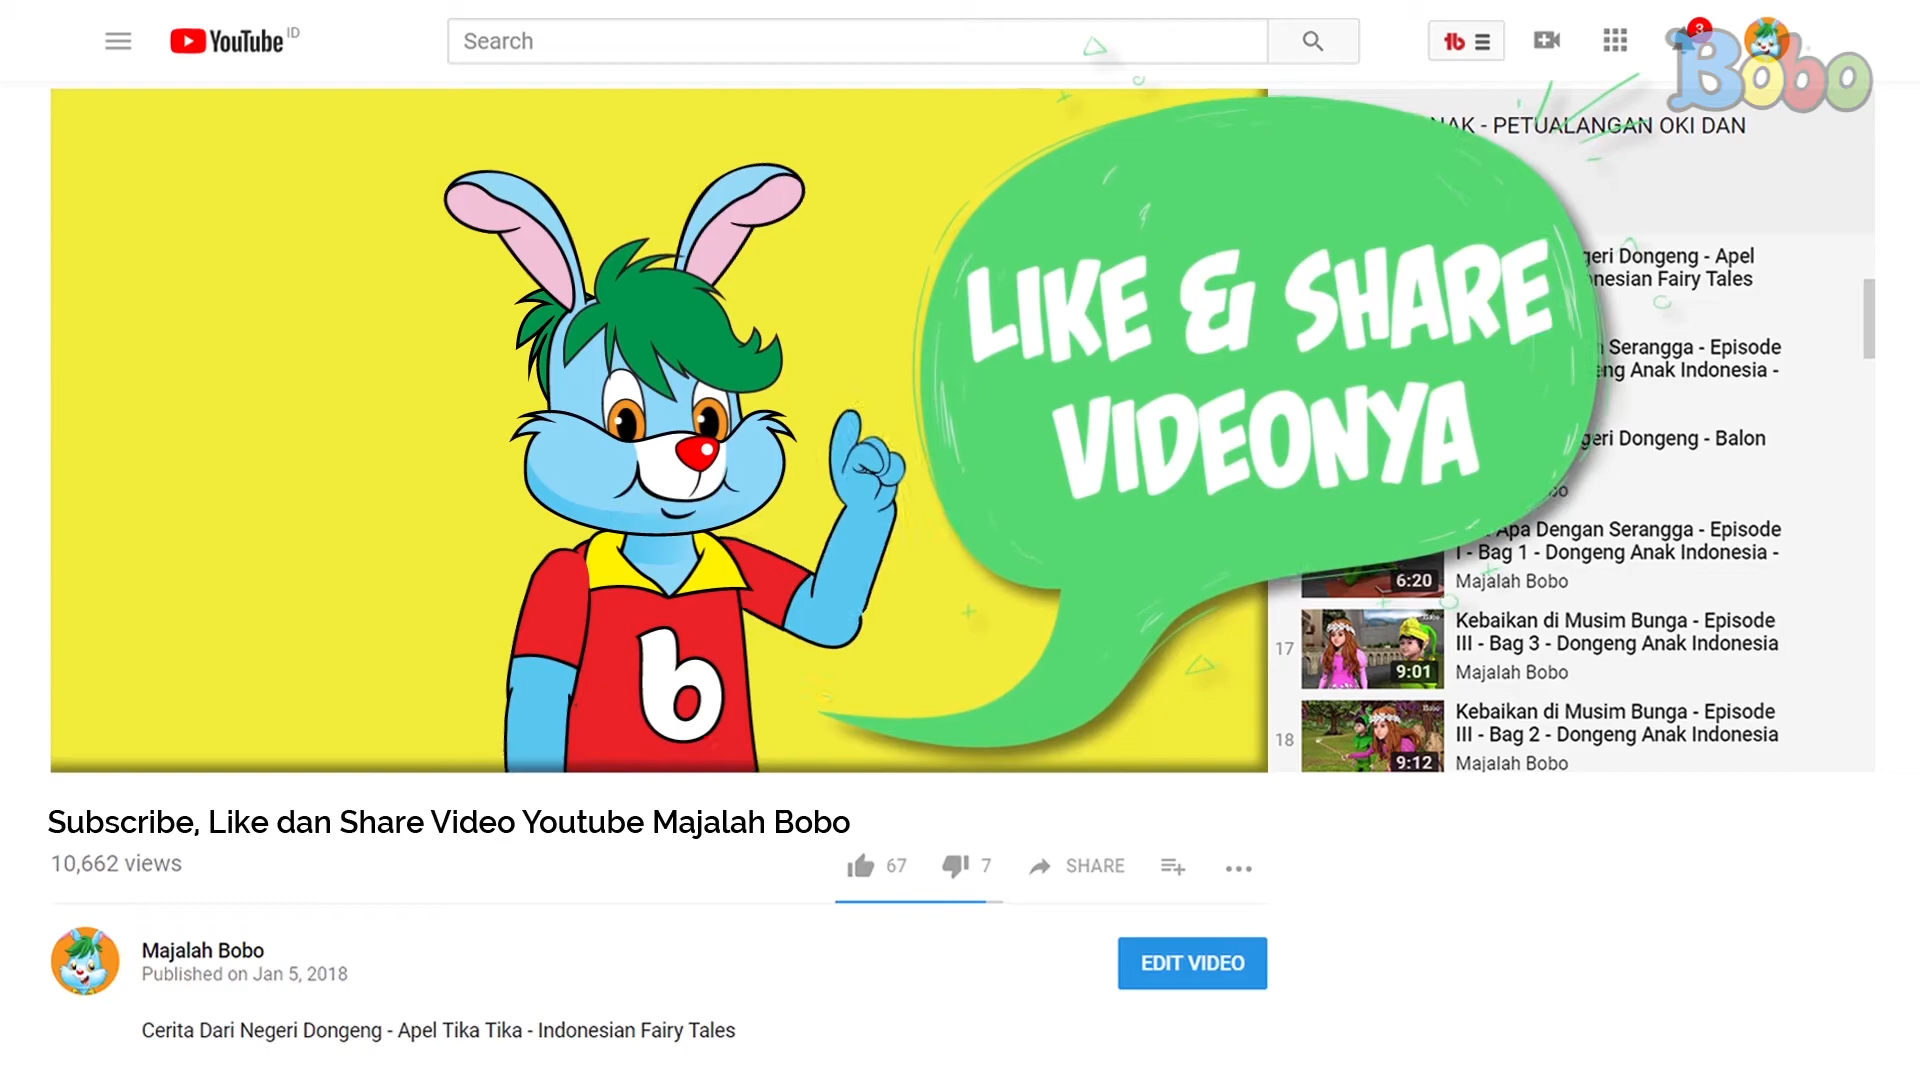 YouTube ID
Search
3
Bobo
NAK - PETUALANGAN OKI DAN
LIKE & SHARE
VIDEONYA
geri Dongeng - Apel
nesian Fairy Tales
Serangga - Episode
ng Anak Indonesia -
geri Dongeng - Balon
Apa Dengan Serangga - Episode
I - Bag 1 - Dongeng Anak Indonesia -
6:20
Majalah Bobo
17
Kebaikan di Musim Bunga - Episode
III - Bag 3 - Dongeng Anak Indonesia
9:01
Majalah Bobo
18
Kebaikan di Musim Bunga - Episode
III - Bag 2 - Dongeng Anak Indonesia
9:12
Majalah Bobo
b
Subscribe, Like dan Share Video Youtube Majalah Bobo
10,662 views
67 7 SHARE
Majalah Bobo
Published on Jan 5, 2018
EDIT VIDEO
Cerita Dari Negeri Dongeng - Apel Tika Tika - Indonesian Fairy Tales